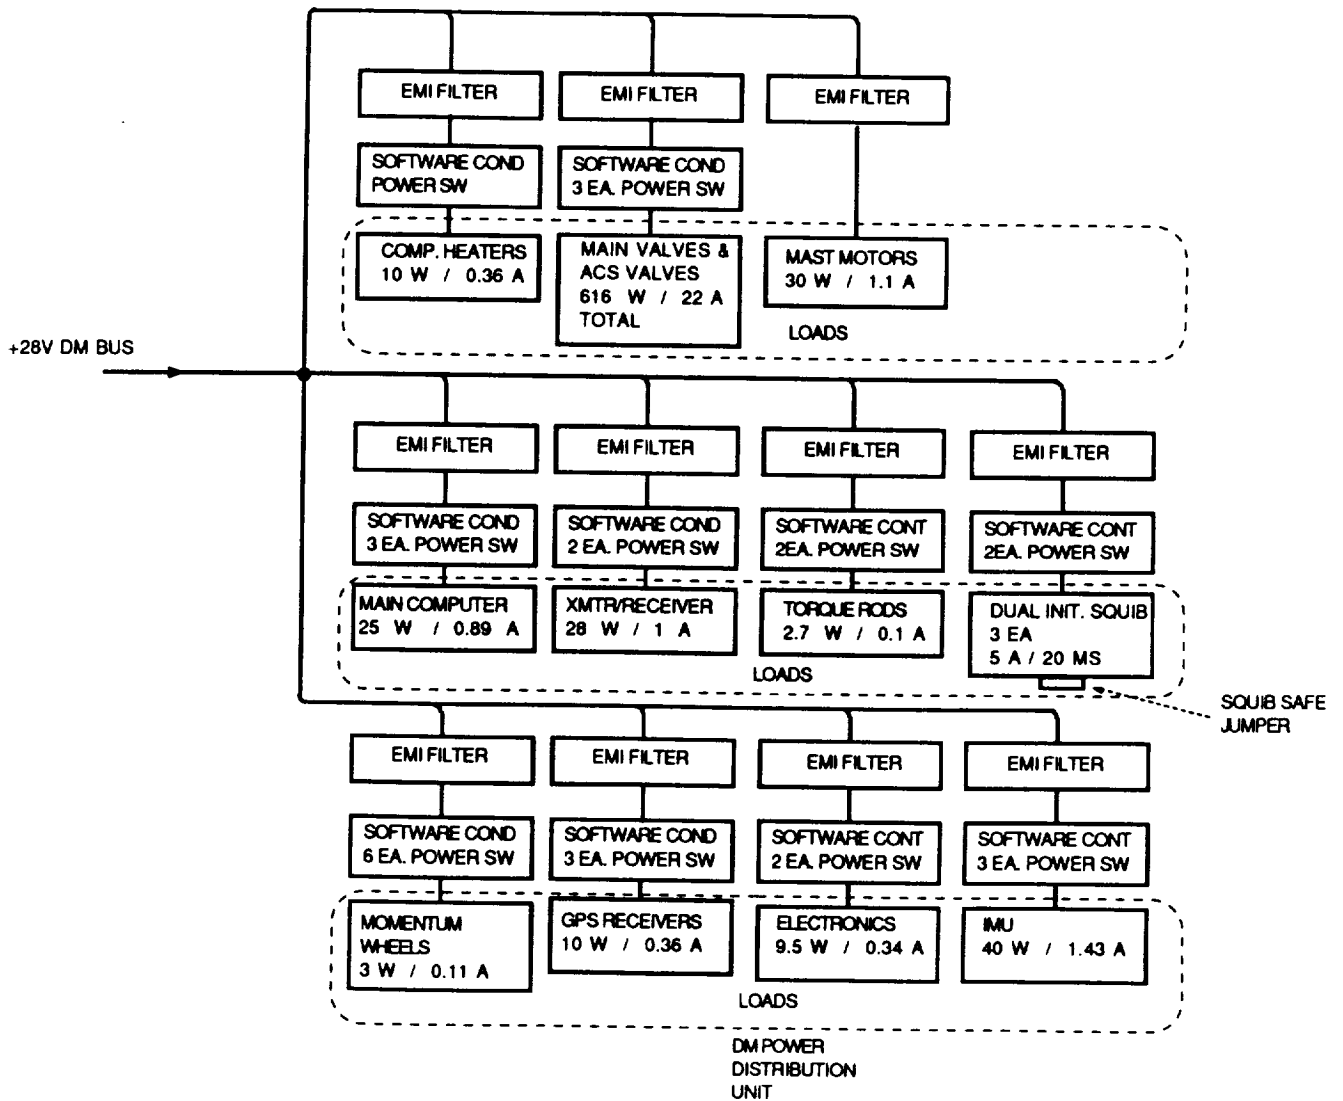 EMI FILTER
EMI FILTER
EMI FILTER
SOFTWARE COND
POWER SW
SOFTWARE COND
3 EA. POWER SW
COMP. HEATERS
10 W / 0.36 A
MAIN VALVES &
ACS VALVES
616 W / 22 A
TOTAL
MAST MOTORS
30 W / 1.1 A
LOADS
+28V DM BUS
EMI FILTER
EMI FILTER
EMI FILTER
EMI FILTER
SOFTWARE COND
3 EA. POWER SW
SOFTWARE COND
2 EA. POWER SW
SOFTWARE CONT
2EA. POWER SW
SOFTWARE CONT
2EA. POWER SW
MAIN COMPUTER
25 W / 0.89 A
XMTR/RECEIVER
28 W / 1 A
TORQUE RODS
2.7 W / 0.1 A
DUAL INIT. SQUIB
3 EA
5 A / 20 MS
LOADS
SQUIB SAFE
JUMPER
EMI FILTER
EMI FILTER
EMI FILTER
EMI FILTER
SOFTWARE COND
6 EA. POWER SW
SOFTWARE COND
3 EA. POWER SW
SOFTWARE CONT
2 EA. POWER SW
SOFTWARE CONT
3 EA. POWER SW
MOMENTUM
WHEELS
3 W / 0.11 A
GPS RECEIVERS
10 W / 0.36 A
ELECTRONICS
9.5 W / 0.34 A
IMU
40 W / 1.43 A
LOADS
DM POWER
DISTRIBUTION
UNIT